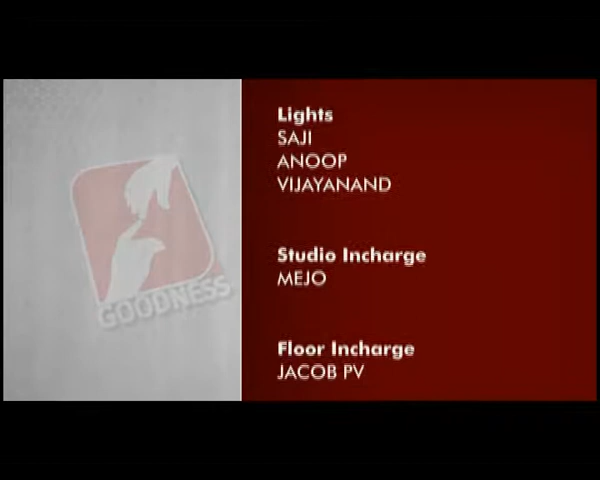 Lights
SAJI
ANOOP
VIJAYANAND
Studio Incharge
MEJO
Floor Incharge
JACOB PV
GOODNESS